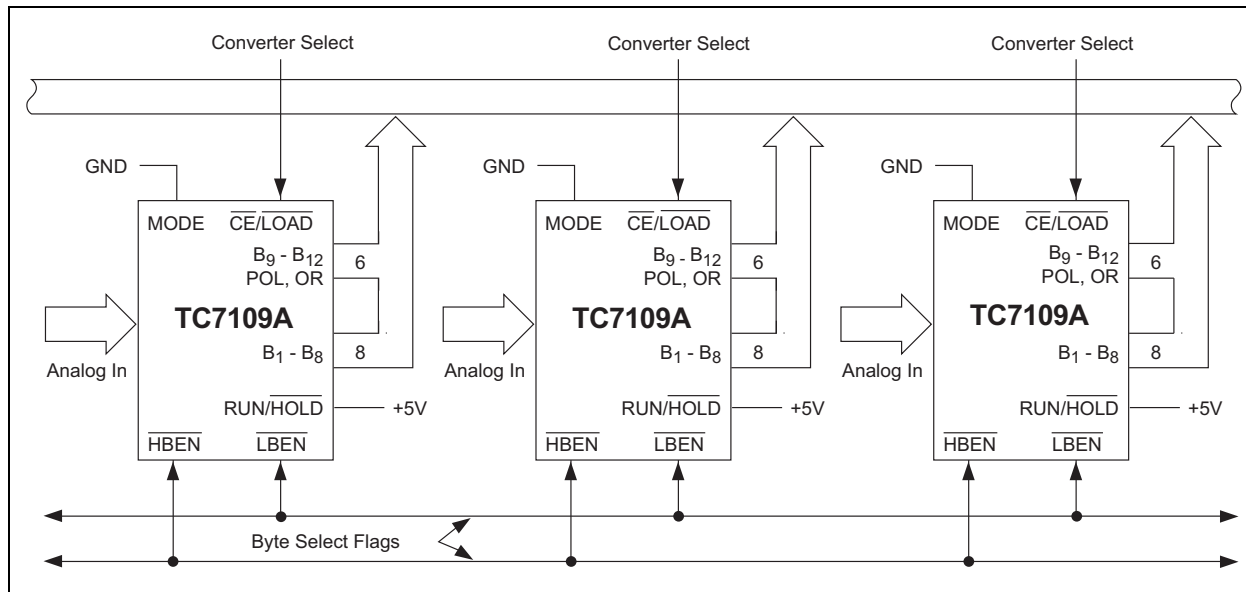 Converter Select Converter Select Converter Select
GND GND GND
MODE CE/LOAD MODE CE/LOAD MODE CE/LOAD
B9 - B12 6 B9 - B12 6 B9 - B12 6
POL, OR POL, OR POL, OR
TC7109A TC7109A TC7109A
B1 - B8 8 B1 - B8 8 B1 - B8 8
Analog In Analog In Analog In
RUN/HOLD +5V RUN/HOLD +5V RUN/HOLD +5V
HBEN LBEN HBEN LBEN HBEN LBEN
Byte Select Flags